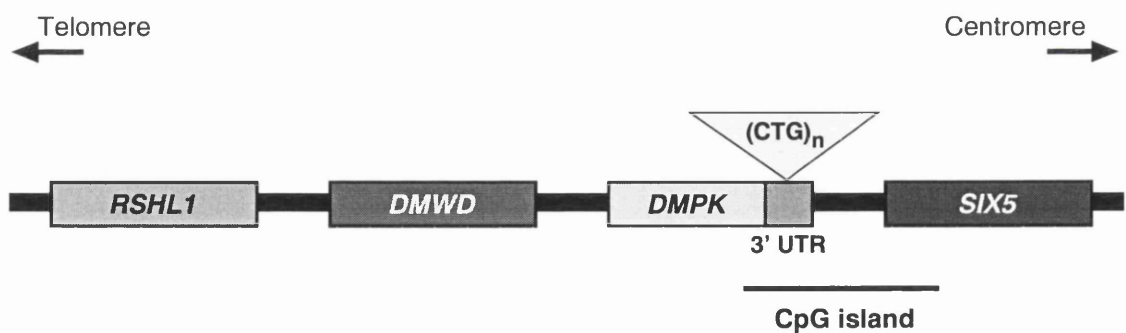 Telomere
Centromere
(CTG)n
RSHL1
DMWD
DMPK
SIX5
3' UTR
CpG island